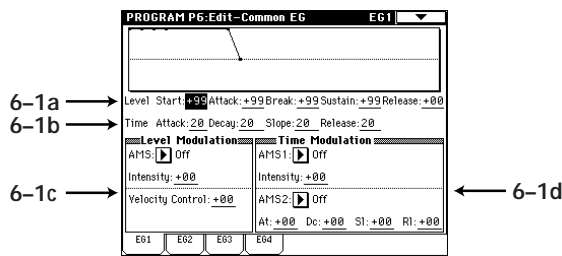 PROGRAM P6:Edit-Common EG EG1
6-1a Level Start:+99 Attack:+99 Break:+99 Sustain:+99 Release:+00
6-1b Time Attack:20 Decay:20 Slope:20 Release:20
Level Modulation Time Modulation
AMS: Off AMS1: Off
Intensity:+00 Intensity:+00
6-1c Velocity Control:+00 AMS2: Off 6-1d
At:+00 Dc:+00 Sl:+00 Rl:+00
EG1 EG2 EG3 EG4